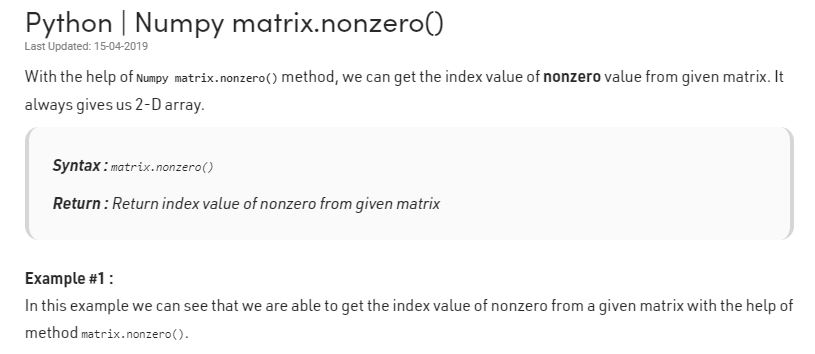 Python | Numpy matrix.nonzero()
Last Updated: 15-04-2019
With the help of Numpy matrix.nonzero() method, we can get the index value of nonzero value from given matrix. It
always gives us 2-D array.
Syntax : matrix.nonzero()
Return : Return index value of nonzero from given matrix
Example #1 :
In this example we can see that we are able to get the index value of nonzero from a given matrix with the help of
method matrix.nonzero().